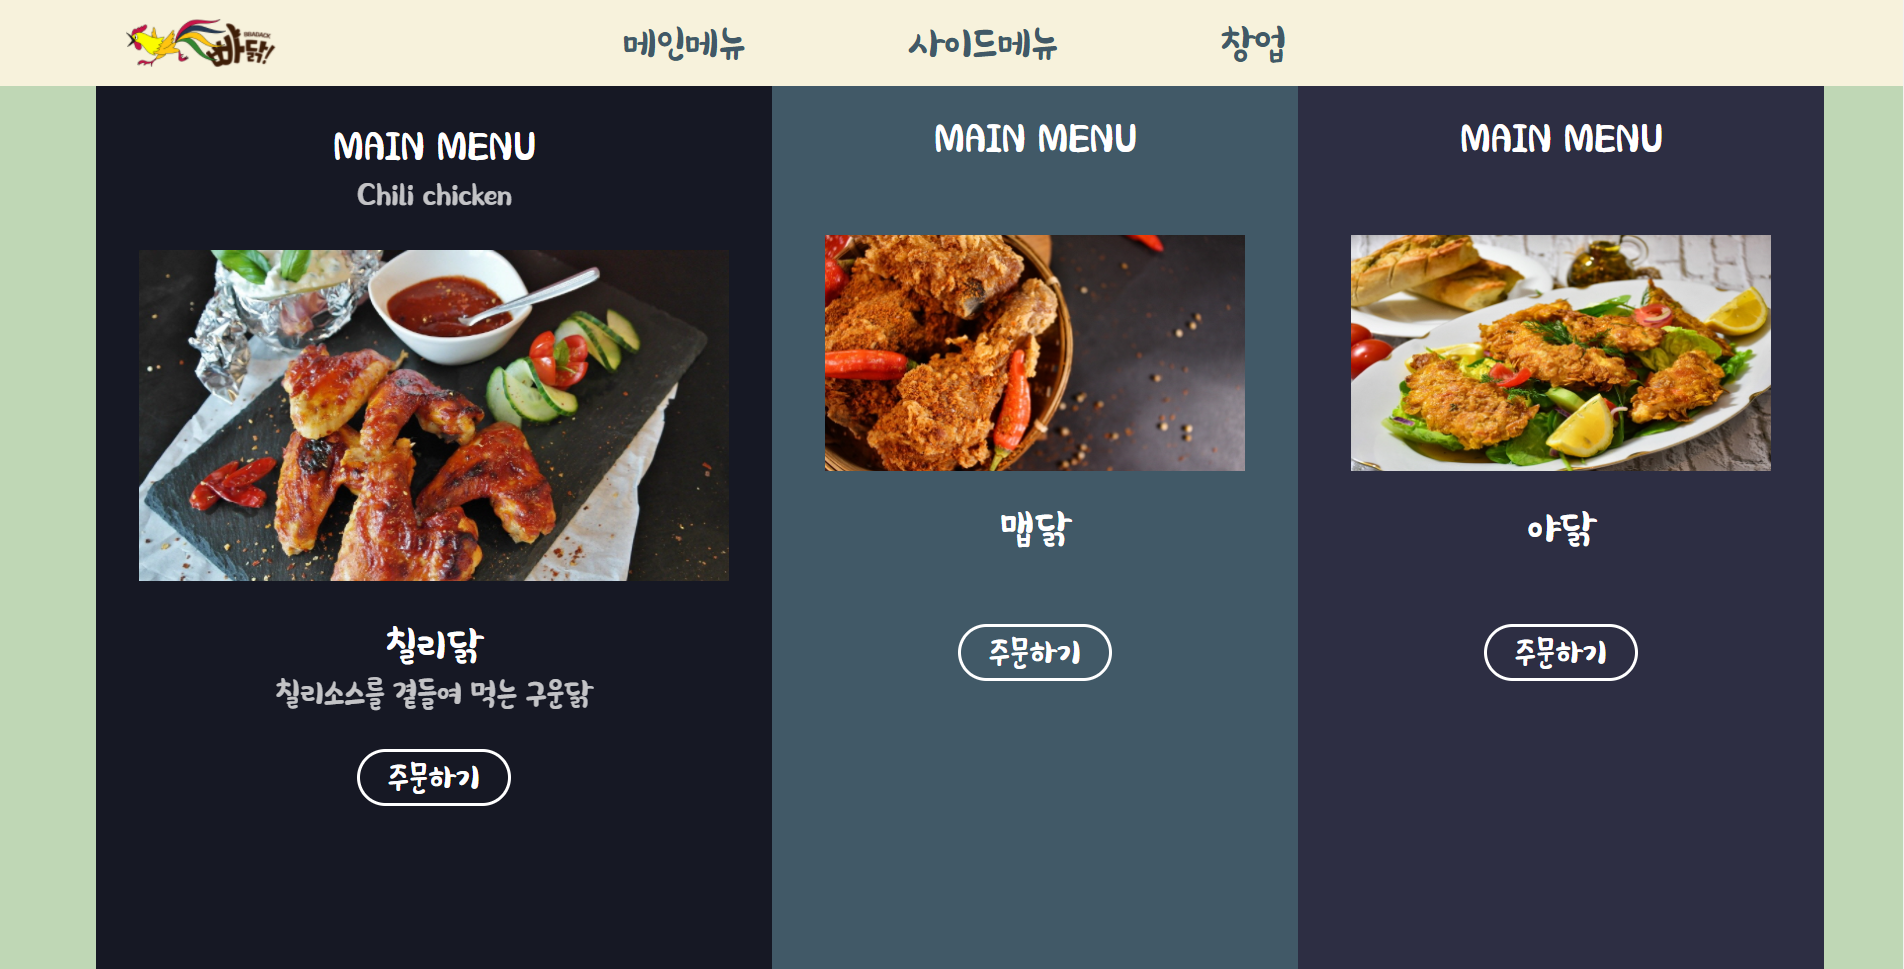 BBADACK
빠닭!
메인메뉴
사이드메뉴
창업
MAIN MENU
Chili chicken
칠리닭
칠리소스를 곁들여 먹는 구운닭
주문하기
MAIN MENU
맵닭
주문하기
MAIN MENU
야닭
주문하기